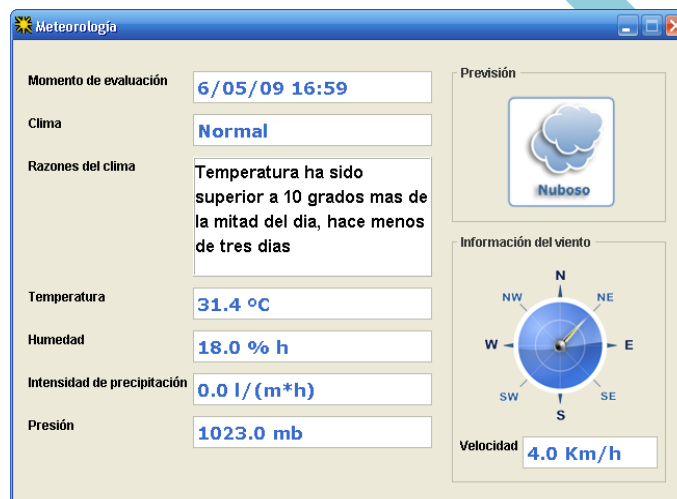 Meteorología
Momento de evaluación
6/05/09 16:59
Clima
Normal
Razones del clima
Temperatura ha sido
superior a 10 grados mas de
la mitad del dia, hace menos
de tres dias
Temperatura
31.4 ºC
Humedad
18.0 % h
Intensidad de precipitación
0.0 l/(m*h)
Presión
1023.0 mb
Previsión
Nuboso
Información del viento
N
NW
NE
W
E
SW
SE
S
Velocidad
4.0 Km/h